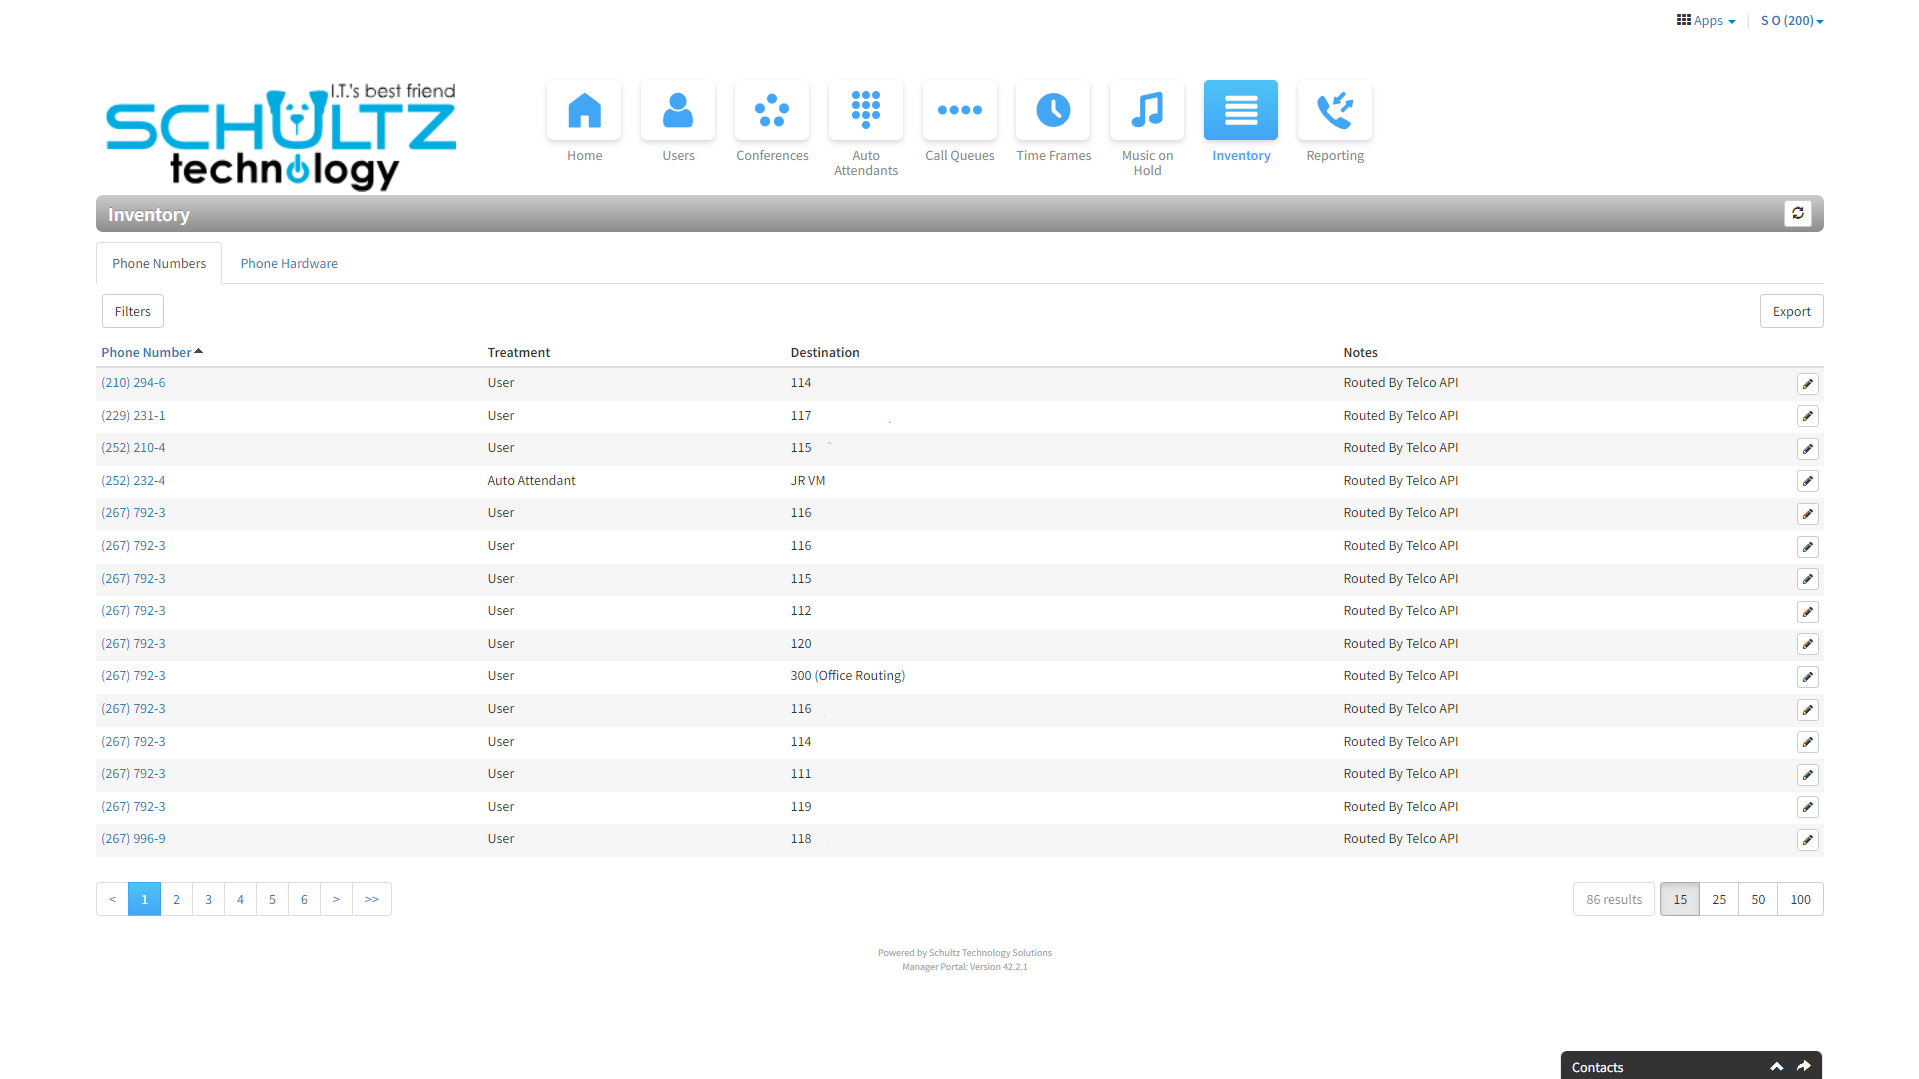 Apps
S O (200)
I.T.'s best friend
SCHULTZ
technology
Home
Users
Conferences
Auto Attendants
Call Queues
Time Frames
Music on Hold
Inventory
Reporting
Inventory
Phone Numbers Phone Hardware
Filters Export
Phone Number Treatment Destination Notes
(210) 294-6 User 114 Routed By Telco API
(229) 231-1 User 117 Routed By Telco API
(252) 210-4 User 115 Routed By Telco API
(252) 232-4 Auto Attendant JR VM Routed By Telco API
(267) 792-3 User 116 Routed By Telco API
(267) 792-3 User 116 Routed By Telco API
(267) 792-3 User 115 Routed By Telco API
(267) 792-3 User 112 Routed By Telco API
(267) 792-3 User 120 Routed By Telco API
(267) 792-3 User 300 (Office Routing) Routed By Telco API
(267) 792-3 User 116 Routed By Telco API
(267) 792-3 User 114 Routed By Telco API
(267) 792-3 User 111 Routed By Telco API
(267) 792-3 User 119 Routed By Telco API
(267) 996-9 User 118 Routed By Telco API
< 1 2 3 4 5 6 > >> 86 results 15 25 50 100
Powered by Schultz Technology Solutions
Manager Portal: Version 42.2.1
Contacts